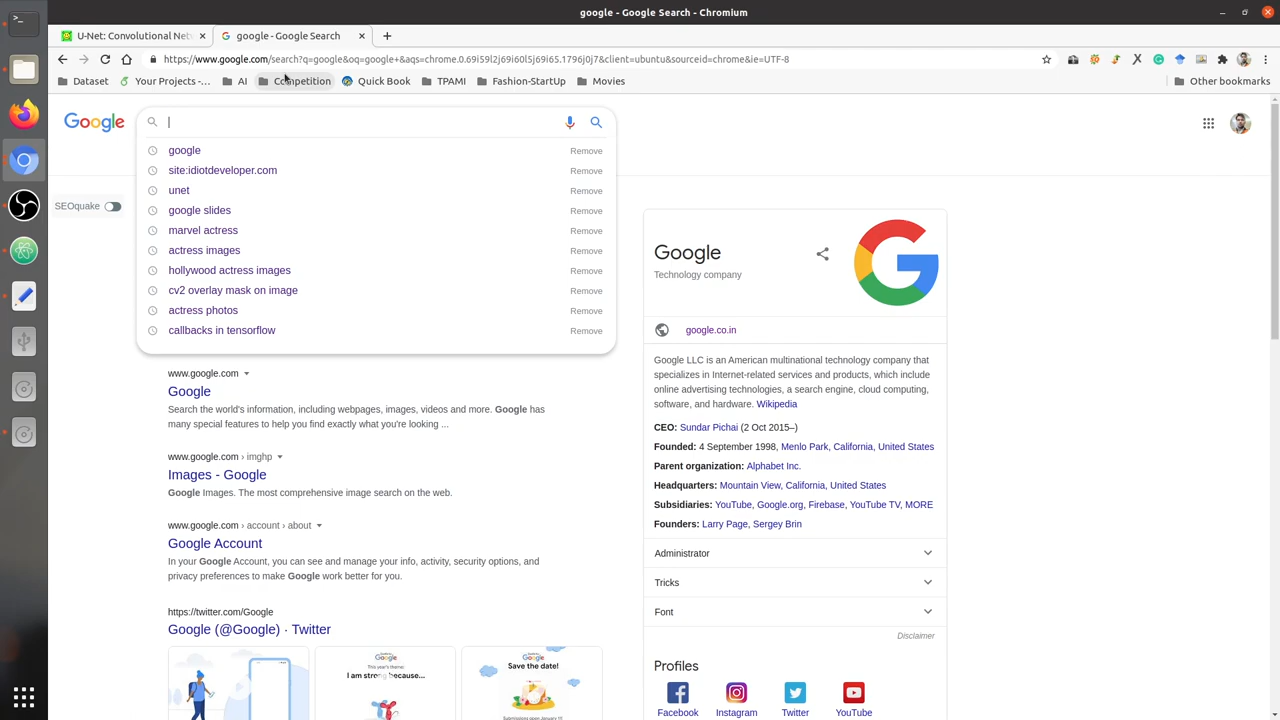 google - Google Search - Chromium
U-Net: Convolutional Net
google - Google Search
https://www.google.com/search?q=google&oq=google+&aqs=chrome.0.69i59l2j69i60l5j69i65.1796j0j7&client=ubuntu&sourceid=chrome&ie=UTF-8
Dataset
Your Projects -...
AI
Competition
Quick Book
TPAMI
Fashion-StartUp
Movies
Other bookmarks
Google
google Remove
site:idiotdeveloper.com Remove
unet Remove
google slides Remove
marvel actress Remove
actress images Remove
hollywood actress images Remove
cv2 overlay mask on image Remove
actress photos Remove
callbacks in tensorflow Remove
SEOquake
www.google.com
Google
Search the world's information, including webpages, images, videos and more. Google has
many special features to help you find exactly what you're looking ...
www.google.com › imghp
Images - Google
Google Images. The most comprehensive image search on the web.
www.google.com › account › about
Google Account
In your Google Account, you can see and manage your info, activity, security options, and
privacy preferences to make Google work better for you.
https://twitter.com/Google
Google (@Google) · Twitter
Google
This year's theme:
I am strong because...
Google
Save the date!
Submissions open January !!!
Google
Technology company
google.co.in
Google LLC is an American multinational technology company that
specializes in Internet-related services and products, which include
online advertising technologies, a search engine, cloud computing,
software, and hardware. Wikipedia
CEO: Sundar Pichai (2 Oct 2015–)
Founded: 4 September 1998, Menlo Park, California, United States
Parent organization: Alphabet Inc.
Headquarters: Mountain View, California, United States
Subsidiaries: YouTube, Google.org, Firebase, YouTube TV, MORE
Founders: Larry Page, Sergey Brin
Administrator
Tricks
Font
Disclaimer
Profiles
Facebook
Instagram
Twitter
YouTube